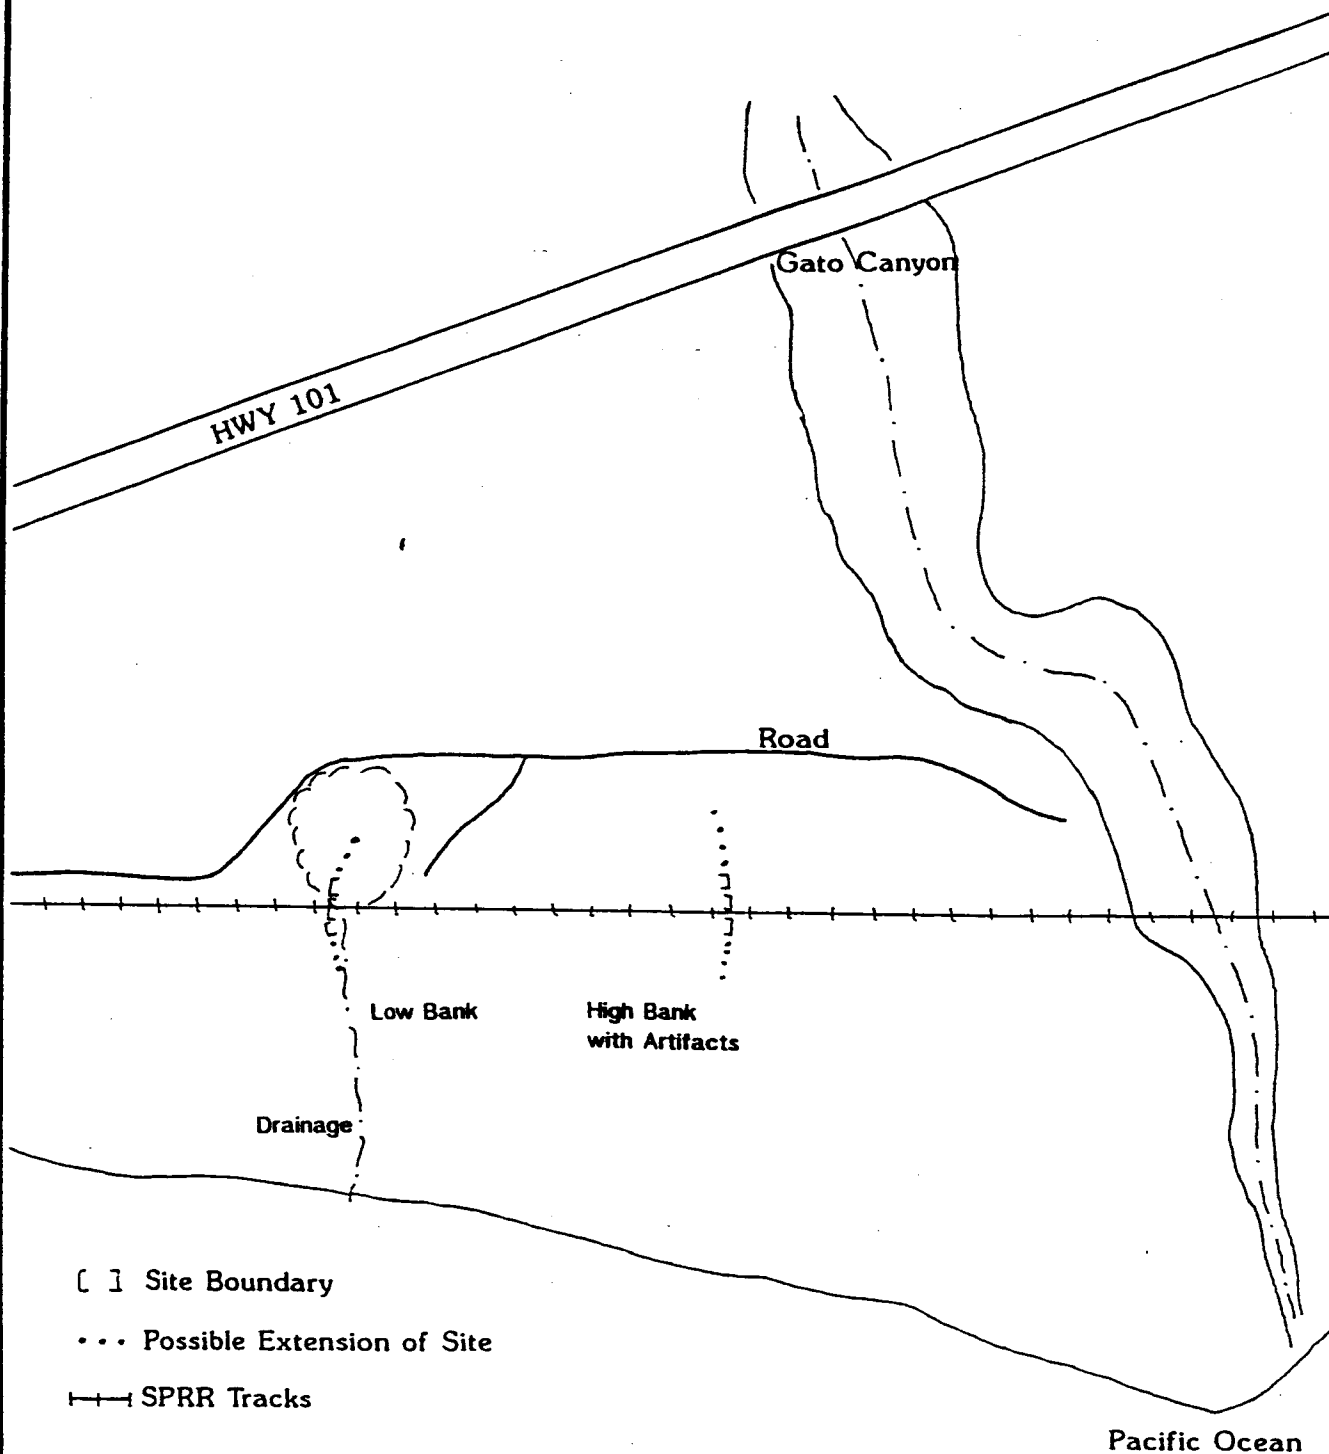 Gato Canyon
HWY 101
Road
Low Bank
High Bank
with Artifacts
Drainage
[ ] Site Boundary
... Possible Extension of Site
SPRR Tracks
Pacific Ocean